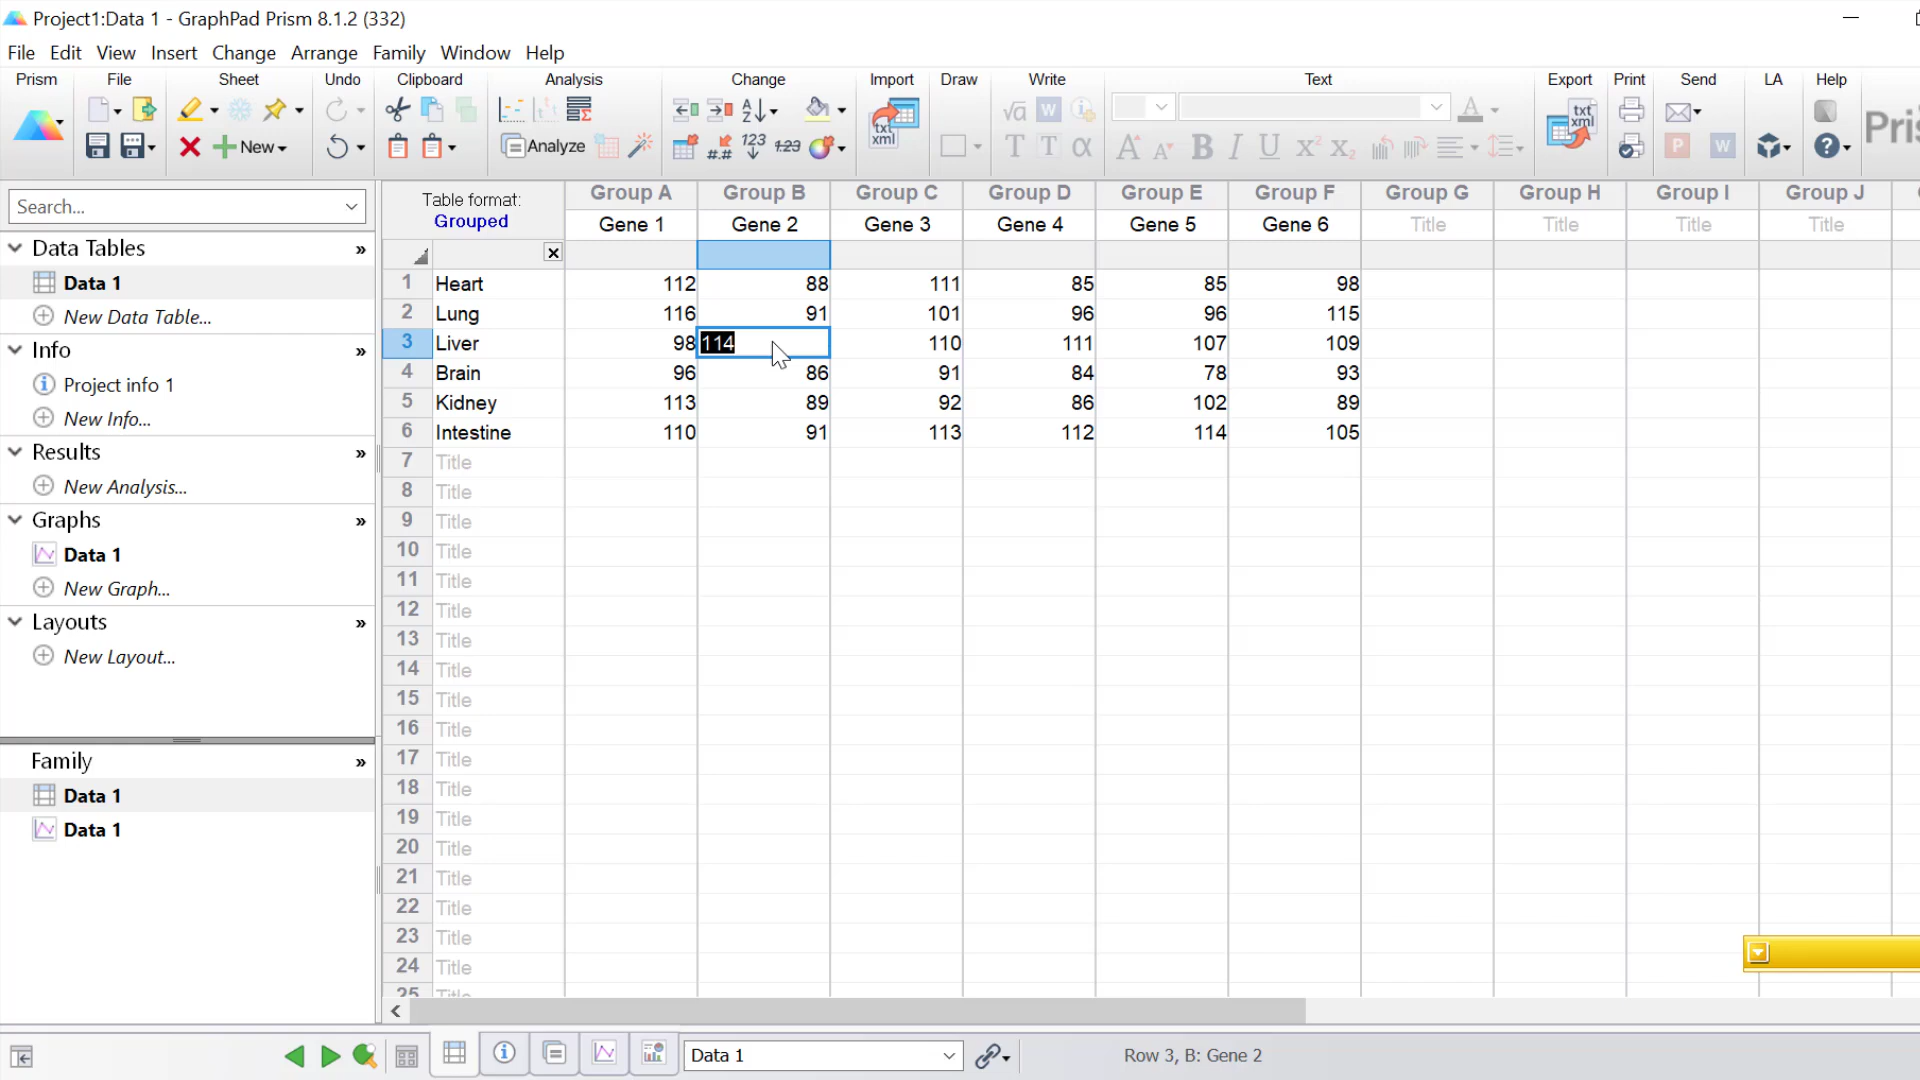 Project1:Data 1 - GraphPad Prism 8.1.2 (332)
File Edit View Insert Change Arrange Family Window Help
Prism File Sheet Undo Clipboard Analysis Change Import Draw Write Text Export Print Send LA Help
New Analyze
Search...
Data Tables
Data 1
New Data Table...
Info
Project info 1
New Info...
Results
New Analysis...
Graphs
Data 1
New Graph...
Layouts
New Layout...
Family
Data 1
Data 1
Table format:
Grouped
Group A Group B Group C Group D Group E Group F Group G Group H Group I Group J
Gene 1 Gene 2 Gene 3 Gene 4 Gene 5 Gene 6 Title Title Title Title
1 Heart 112 88 111 85 85 98
2 Lung 116 91 101 96 96 115
3 Liver 98 114 110 111 107 109
4 Brain 96 86 91 84 78 93
5 Kidney 113 89 92 86 102 89
6 Intestine 110 91 113 112 114 105
7 Title
8 Title
9 Title
10 Title
11 Title
12 Title
13 Title
14 Title
15 Title
16 Title
17 Title
18 Title
19 Title
20 Title
21 Title
22 Title
23 Title
24 Title
25 Title
Data 1
Row 3, B: Gene 2